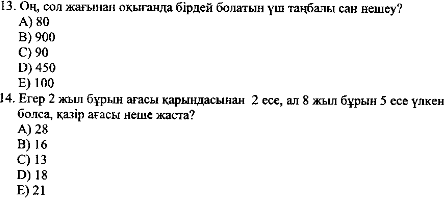 13. Оң, сол жағынан оқығанда бірдей болатын үш таңбалы сан нешеу?
A) 80
B) 900
C) 90
D) 450
E) 100
14. Егер 2 жыл бұрын ағасы қарындасынан 2 есе, ал 8 жыл бұрын 5 есе үлкен
болса, қазір ағасы неше жаста?
A) 28
B) 16
C) 13
D) 18
E) 21